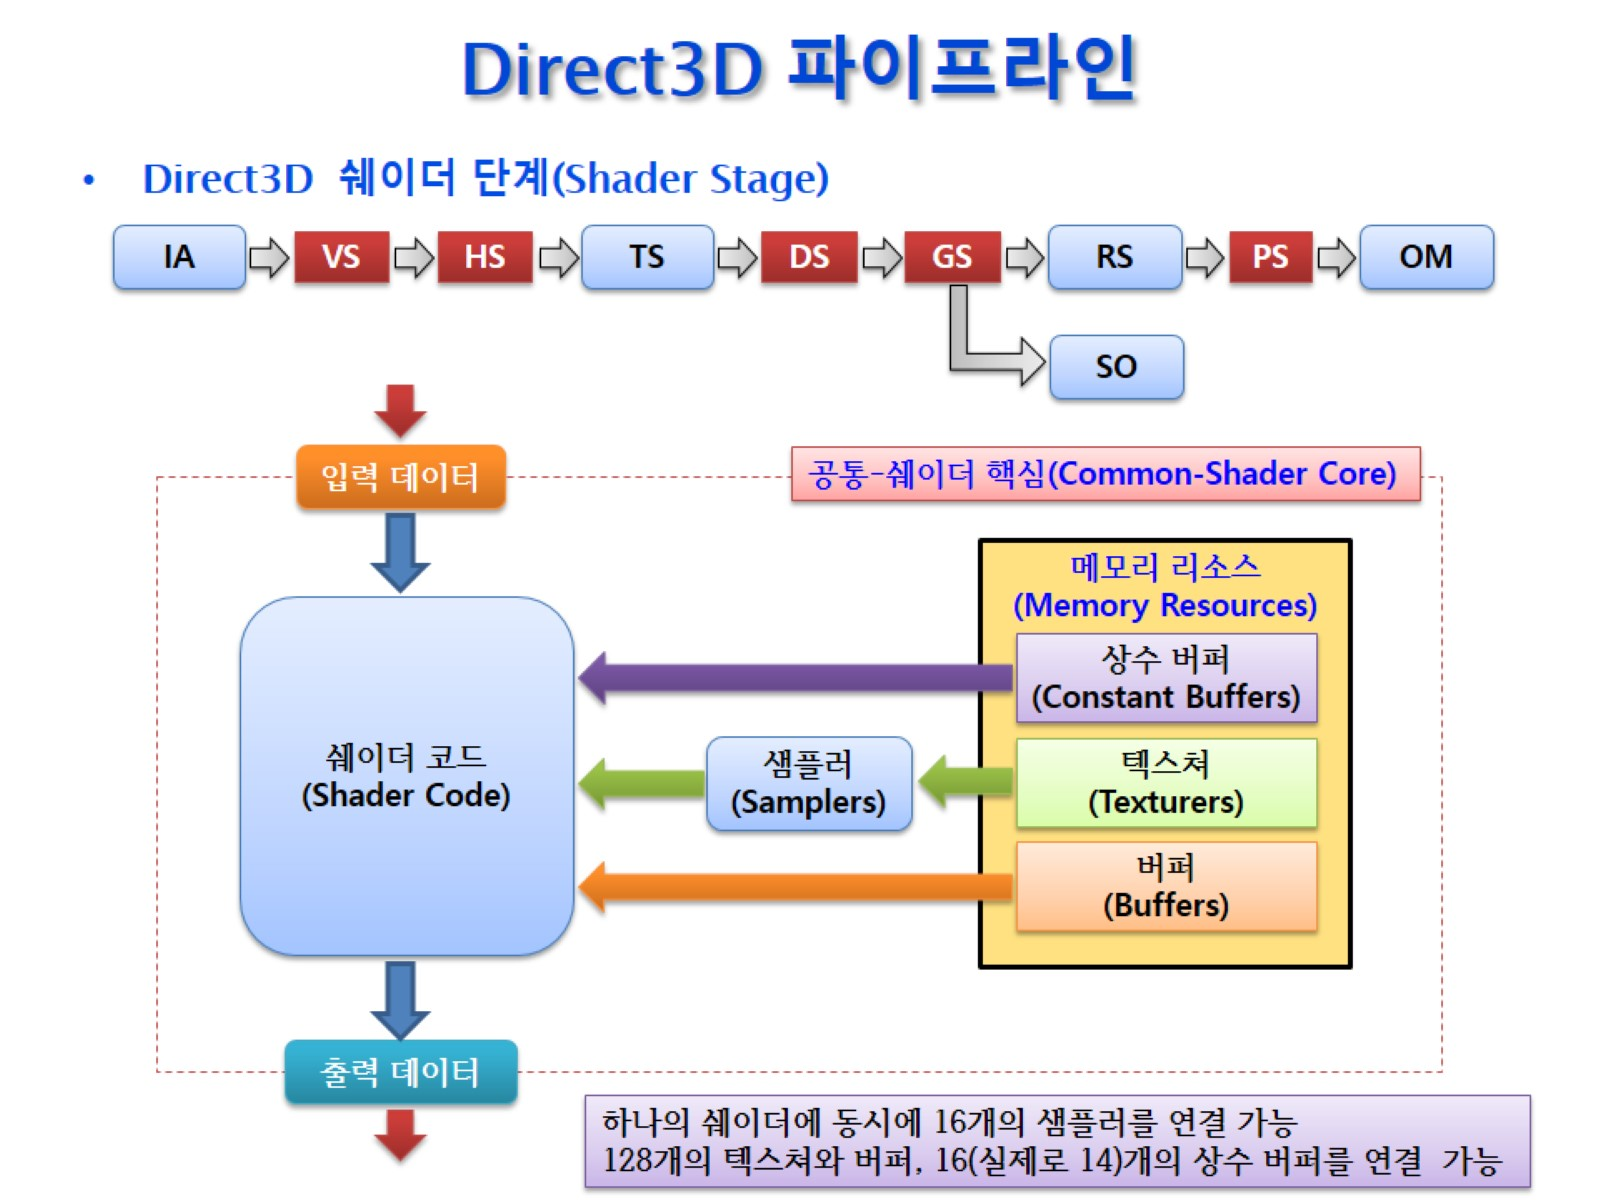 Direct3D 파이프라인
• Direct3D 쉐이더 단계(Shader Stage)
IA VS HS TS DS GS RS PS OM
SO
입력 데이터
공통-쉐이더 핵심(Common-Shader Core)
메모리 리소스
(Memory Resources)
상수 버퍼
(Constant Buffers)
쉐이더 코드
(Shader Code)
샘플러
(Samplers)
텍스쳐
(Texturers)
버퍼
(Buffers)
출력 데이터
하나의 쉐이더에 동시에 16개의 샘플러를 연결 가능
128개의 텍스쳐와 버퍼, 16(실제로 14)개의 상수 버퍼를 연결 가능